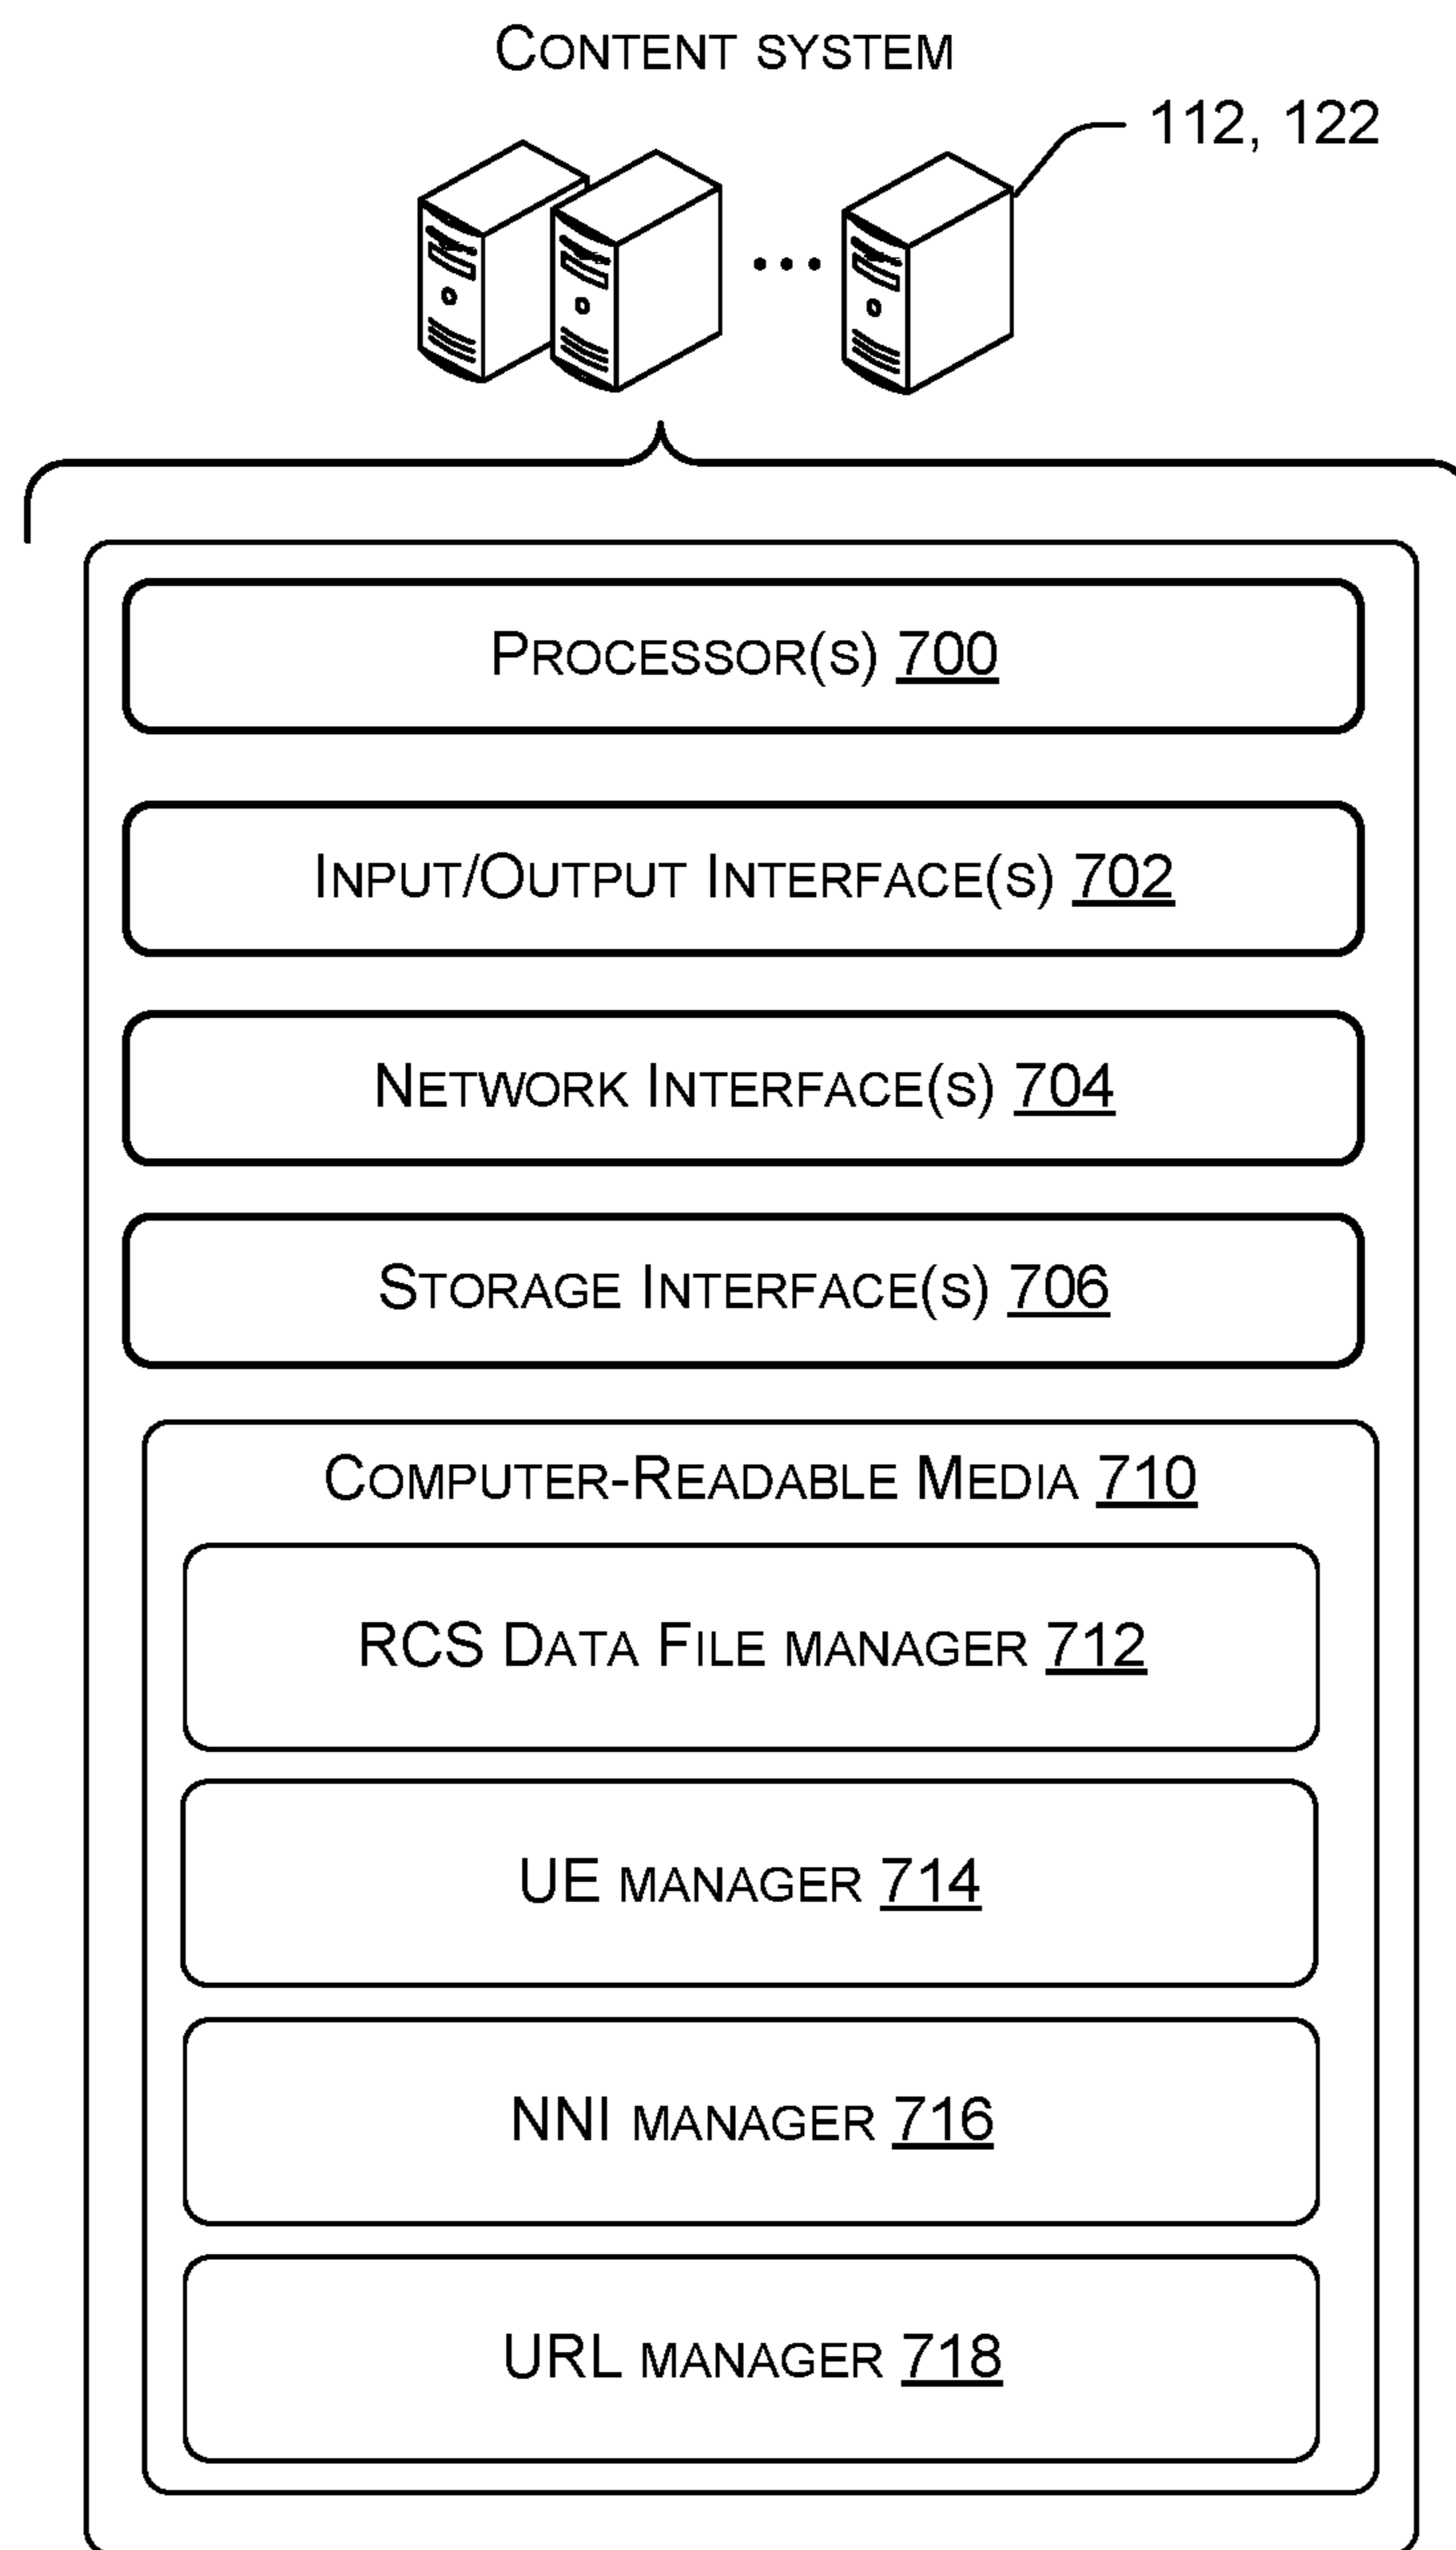 CONTENT SYSTEM
112, 122
PROCESSOR(S) 700
INPUT/OUTPUT INTERFACE(S) 702
NETWORK INTERFACE(S) 704
STORAGE INTERFACE(S) 706
COMPUTER-READABLE MEDIA 710
RCS DATA FILE MANAGER 712
UE MANAGER 714
NNI MANAGER 716
URL MANAGER 718